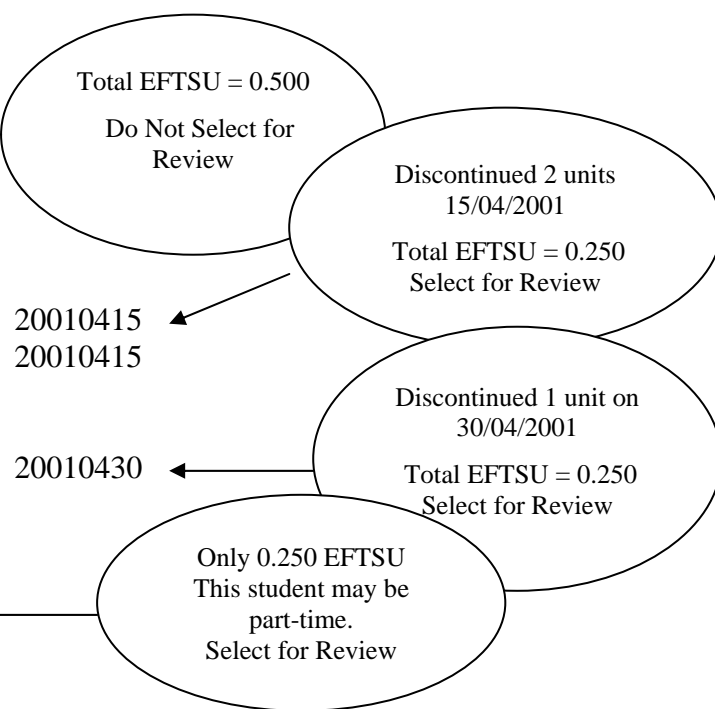 Total EFTSU = 0.500
Do Not Select for
Review
Discontinued 2 units
15/04/2001
Total EFTSU = 0.250
Select for Review
20010415
20010415
Discontinued 1 unit on
30/04/2001
Total EFTSU = 0.250
Select for Review
20010430
Only 0.250 EFTSU
This student may be
part-time.
Select for Review